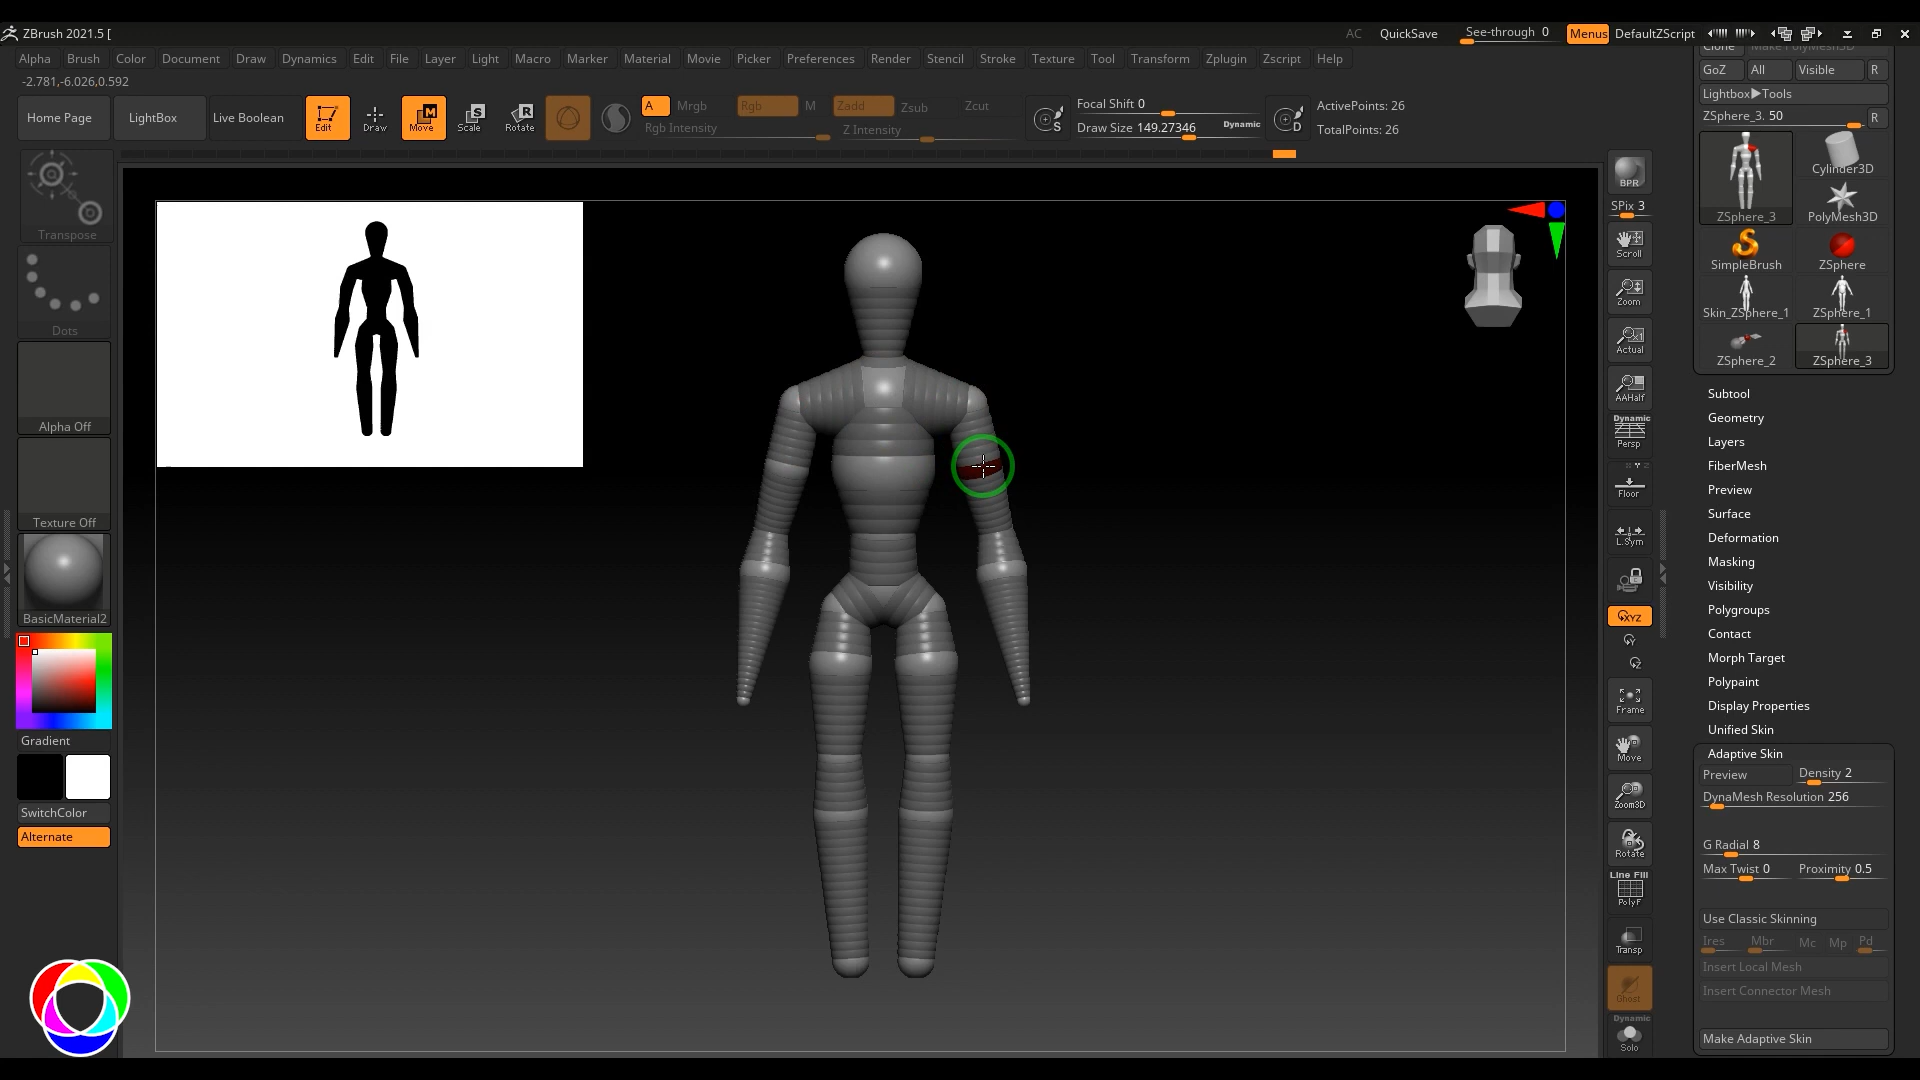 ZBrush 2021.5 [
AC QuickSave See-through 0 Menus DefaultZScript
Alpha Brush Color Document Draw Dynamics Edit File Layer Light Macro Marker Material Movie Picker Preferences Render Stencil Stroke Texture Tool Transform Zplugin Zscript Help
-2.781,-6.026,0.592
Home Page LightBox Live Boolean Edit Draw Move Scale Rotate
A Mrgb Rgb M Zadd Zsub Zcut
Rgb Intensity Z Intensity
Focal Shift 0
Draw Size 149.27346 Dynamic
ActivePoints: 26
TotalPoints: 26
Transpose
Dots
Alpha Off
Texture Off
BasicMaterial2
Gradient
SwitchColor
Alternate
BPR
SPix 3
Scroll
Zoom
Actual
AAHalf
Dynamic
Persp
Floor
L.Sym
XYZ
Y
Z
Frame
Move
Zoom3D
Rotate
Line Fill
PolyF
Transp
Ghost
Dynamic
Solo
Clone Make PolyMesh3D
GoZ All Visible R
Lightbox▶Tools
ZSphere_3. 50 R
ZSphere_3 Cylinder3D
PolyMesh3D
SimpleBrush ZSphere
Skin_ZSphere_1 ZSphere_1
ZSphere_2 ZSphere_3
Subtool
Geometry
Layers
FiberMesh
Preview
Surface
Deformation
Masking
Visibility
Polygroups
Contact
Morph Target
Polypaint
Display Properties
Unified Skin
Adaptive Skin
Preview Density 2
DynaMesh Resolution 256
G Radial 8
Max Twist 0 Proximity 0.5
Use Classic Skinning
Ires Mbr Mc Mp Pd
Insert Local Mesh
Insert Connector Mesh
Make Adaptive Skin